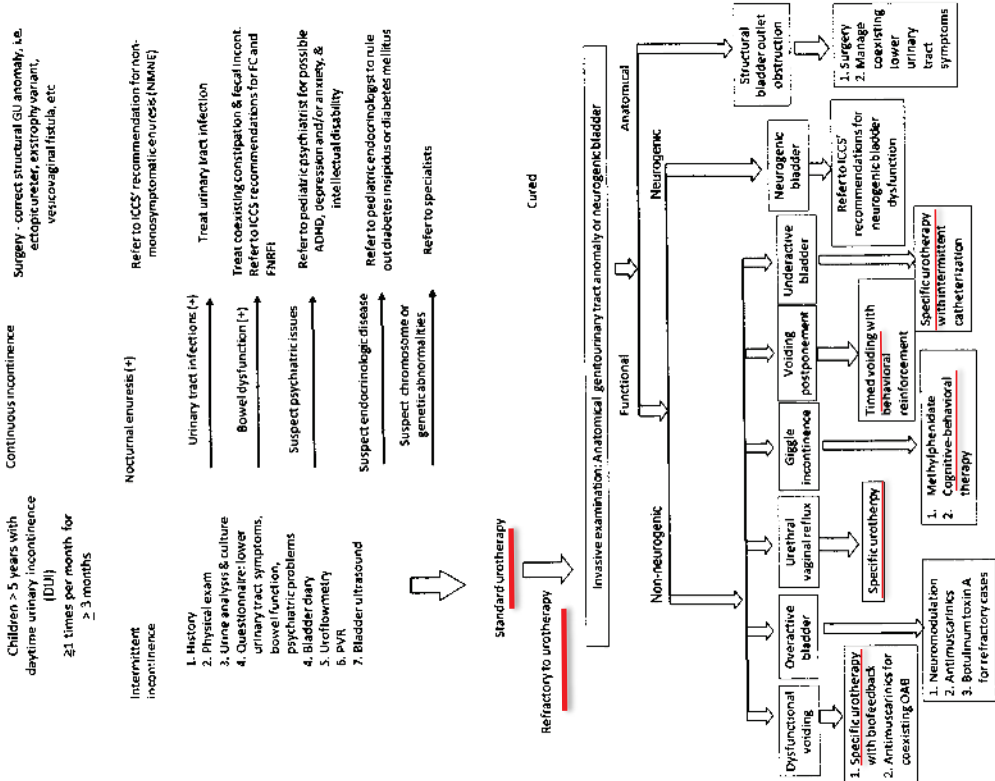 Children > 5 years with
daytime urinary incontinence
(DUI)
≧1 times per month for
≥ 3 months
Continuous incontinence
Surgery - correct structural GU anomaly, i.e.
ectopic ureter, exstrophy variant,
vesicovaginal fistula, etc
Intermittent
incontinence
Nocturnal enuresis (+)
Refer to ICCS' recommendation for non-
monosymptomatic enuresis (NMNE)
1. History
2. Physical exam
3. Urine analysis & culture
4. Questionnaire: lower
urinary tract symptoms,
bowel function,
psychiatric problems
4. Bladder diary
5. Uroflowmetry
6. PVR
7. Bladder ultrasound
Urinary tract infections (+)
Treat urinary tract infection
Bowel dysfunction (+)
Treat coexisting constipation & fecal incont.
Refer to ICCS recommendations for FC and
FNRFI
Suspect psychiatric issues
Refer to pediatric psychiatrist for possible
ADHD, depression and/or anxiety, &
intellectual disability
Suspect endocrinologic disease
Refer to pediatric endocrinologist to rule
out diabetes insipidus or diabetes mellitus
Suspect chromosome or
genetic abnormalities
Refer to specialists
Standard urotherapy
Refractory to urotherapy
Cured
Invasive examination: Anatomical genitourinary tract anomaly or neurogenic bladder
Functional
Anatomical
Non-neurogenic
Neurogenic
Dysfunctional
voiding
Overactive
bladder
Urethral
vaginal reflux
Giggle
incontinence
Voiding
postponement
Underactive
bladder
Neurogenic
bladder
Structural
bladder outlet
obstruction
1. Specific urotherapy
with biofeedback
2. Antimuscarinics for
coexisting OAB
1. Neuromodulation
2. Antimuscarinics
3. Botulinum toxin A
for refractory cases
Specific urotherpy
1. Methylphenidate
2. Cognitive-behavioral
therapy
Timed voiding with
behavioral
reinforcement
Specific urotherapy
with intermittent
catheterization
Refer to ICCS'
recommendations for
neurogenic bladder
dysfunction
1. Surgery
2. Manage
coexisting
lower
urinary
tract
symptoms